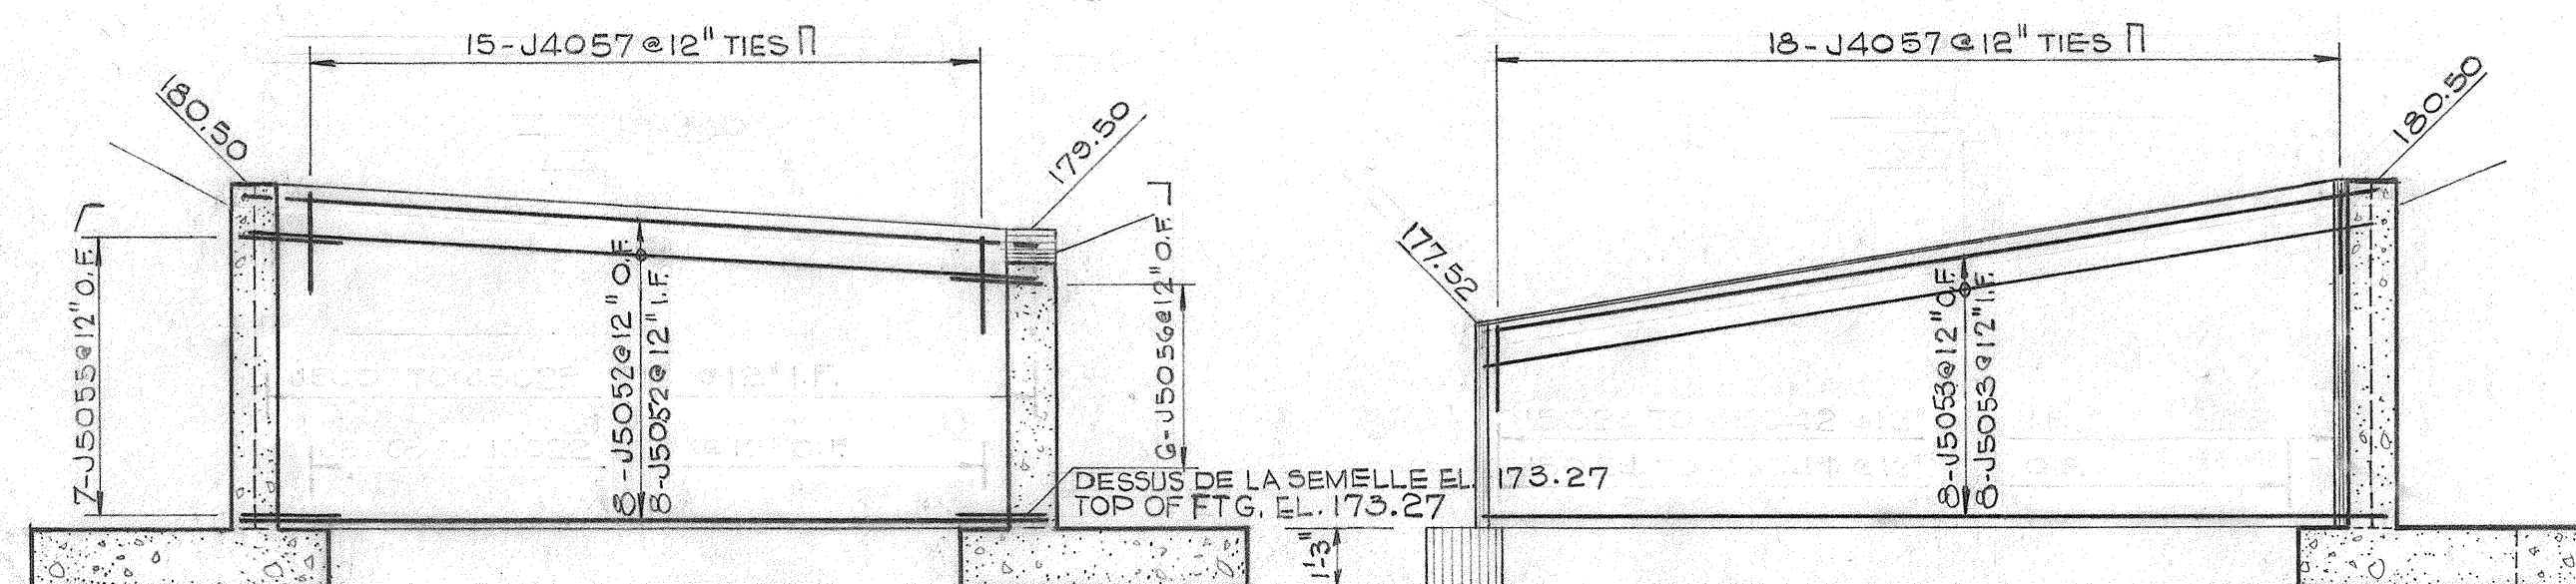 15-J4057@12" TIES Π
18-J4057@12" TIES Π
180.50
179.50
177.52
180.50
7-J5055@12" O.F.
8-J5052@12" O.F.
8-J5052@12" I.F.
6-J5056@12" O.F.
8-J5053@12" O.F.
8-J5053@12" I.F.
DESSUS DE LA SEMELLE EL. 173.27
TOP OF FTG. EL. 173.27
1'-3"